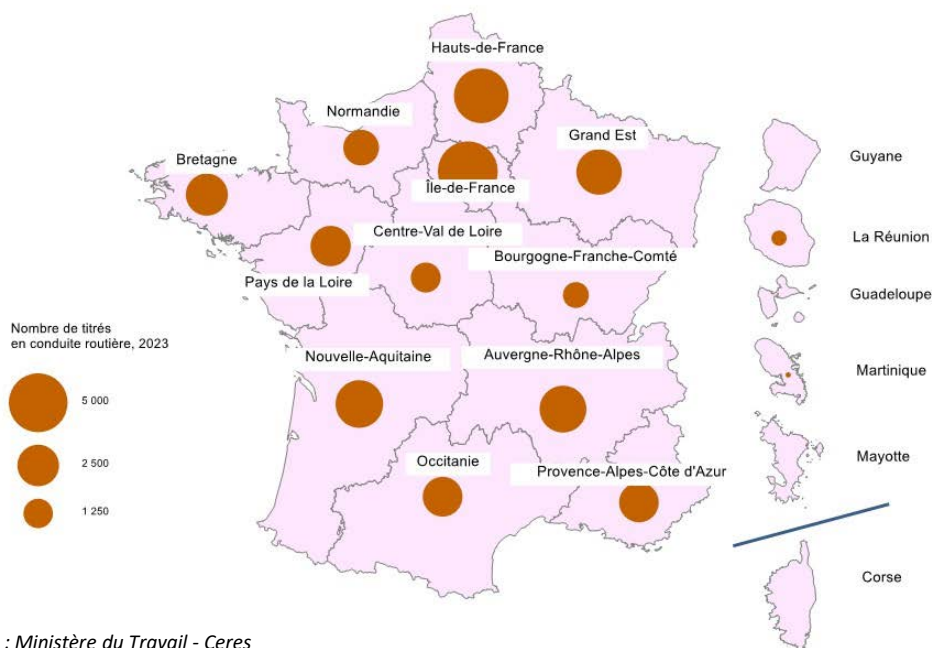 Hauts-de-France
Normandie
Grand Est
Bretagne
Île-de-France
Guyane
Centre-Val de Loire
La Réunion
Bourgogne-Franche-Comté
Pays de la Loire
Guadeloupe
Nombre de titrés
en conduite routière, 2023
Nouvelle-Aquitaine
Auvergne-Rhône-Alpes
Martinique
5 000
Mayotte
2 500
Occitanie
Provence-Alpes-Côte d'Azur
1 250
Corse
: Ministère du Travail - Ceres